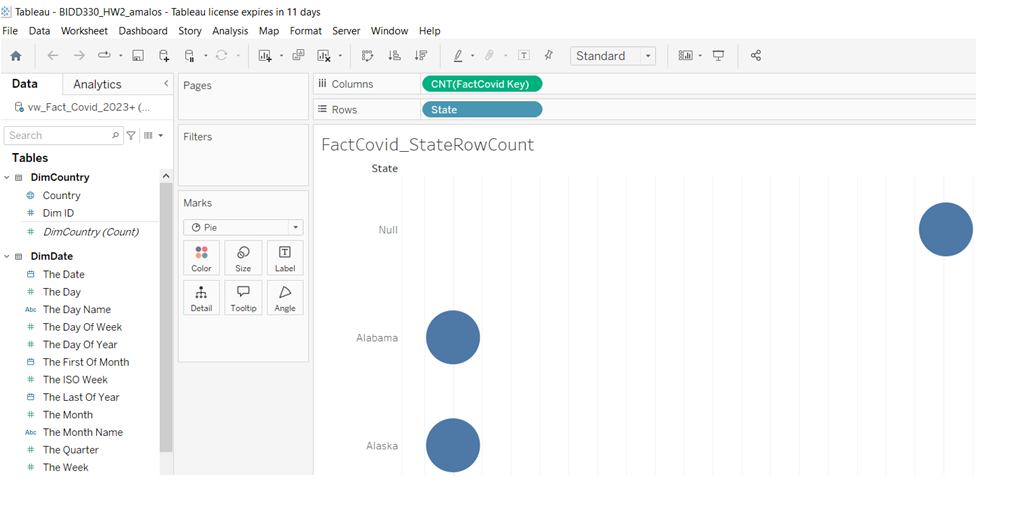 Tableau - BIDD330_HW2_amalos - Tableau license expires in 11 days
File Data Worksheet Dashboard Story Analysis Map Format Server Window Help
Standard
Data Analytics
vw_Fact_Covid_2023+ (...
Search
Tables
DimCountry
Country
Dim ID
DimCountry (Count)
DimDate
The Date
The Day
Abc The Day Name
The Day Of Week
The Day Of Year
The First Of Month
The ISO Week
The Last Of Year
The Month
Abc The Month Name
The Quarter
The Week
Pages
Filters
Marks
Pie
Color Size Label
Detail Tooltip Angle
Columns CNT(FactCovid Key)
Rows State
FactCovid_StateRowCount
State
Null
Alabama
Alaska